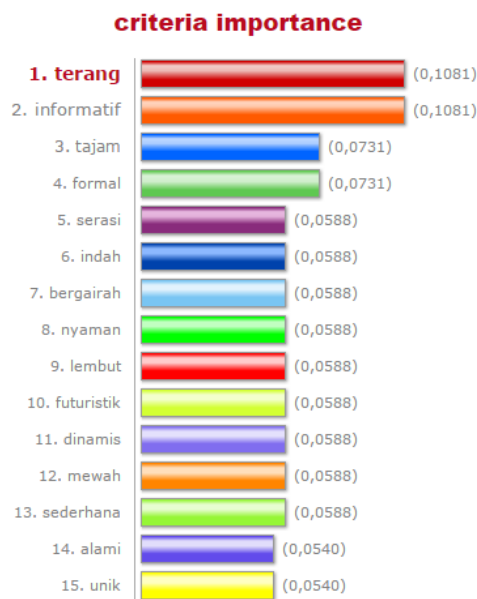 criteria importance
1. terang (0,1081)
2. informatif (0,1081)
3. tajam (0,0731)
4. formal (0,0731)
5. serasi (0,0588)
6. indah (0,0588)
7. bergairah (0,0588)
8. nyaman (0,0588)
9. lembut (0,0588)
10. futuristik (0,0588)
11. dinamis (0,0588)
12. mewah (0,0588)
13. sederhana (0,0588)
14. alami (0,0540)
15. unik (0,0540)